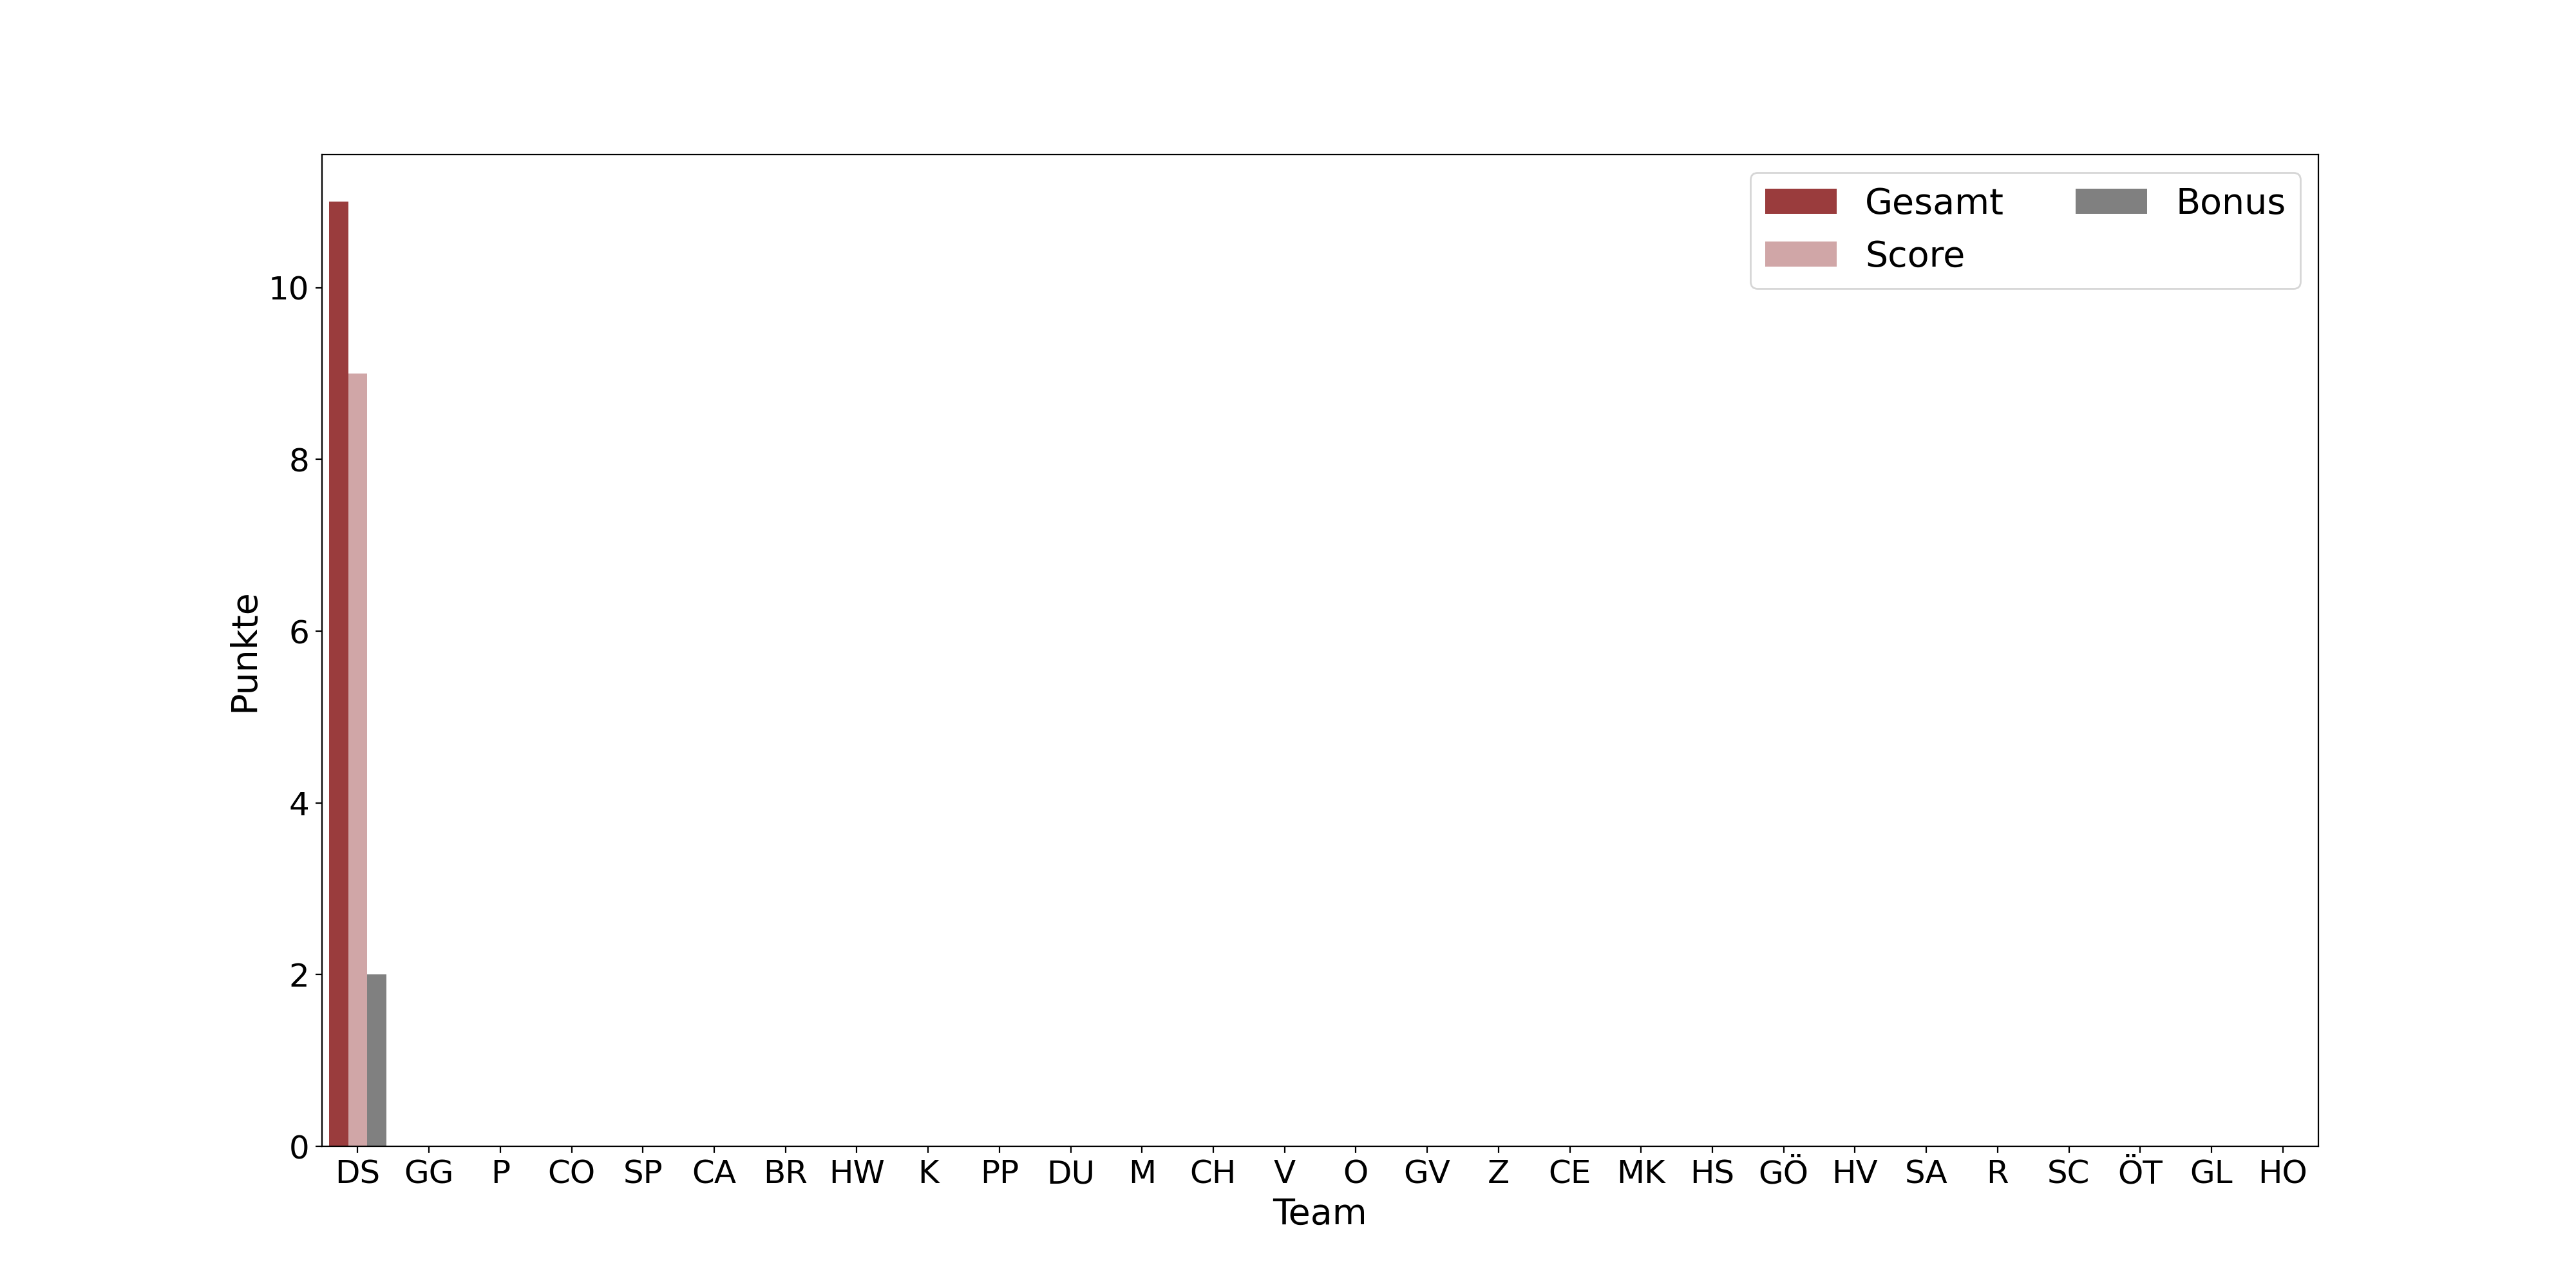 Gesamt Bonus
Score
10
8
6
4
2
0
Punkte
DS GG P CO SP CA BR HW K PP DU M CH V O GV Z CE MK HS GÖ HV SA R SC ÖT GL HO
Team